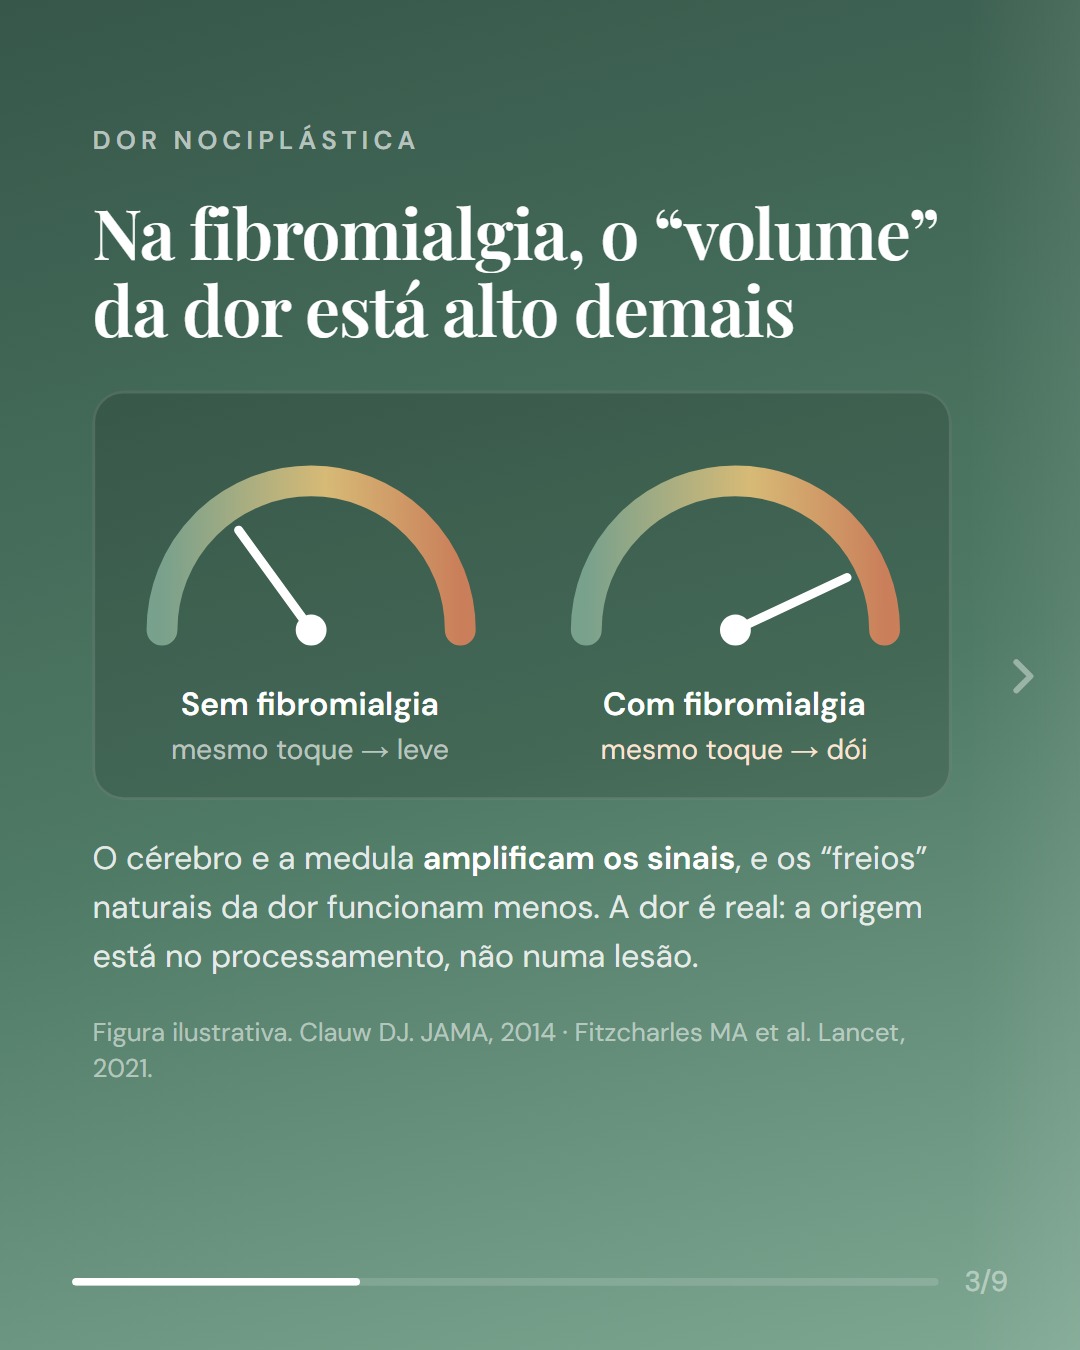 DOR NOCIPLÁSTICA
Na fibromialgia, o “volume”
da dor está alto demais
Sem fibromialgia
mesmo toque → leve
Com fibromialgia
mesmo toque → dói
O cérebro e a medula amplificam os sinais, e os “freios”
naturais da dor funcionam menos. A dor é real: a origem
está no processamento, não numa lesão.
Figura ilustrativa. Clauw DJ. JAMA, 2014 · Fitzcharles MA et al. Lancet,
2021.
3/9